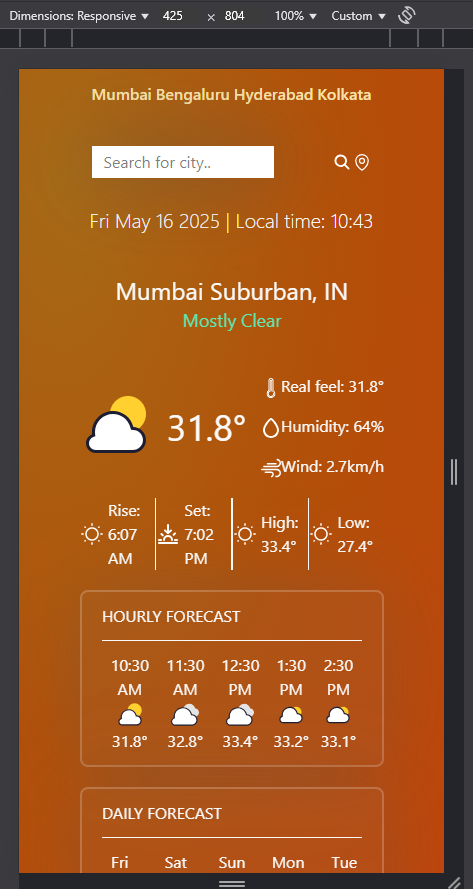 Dimensions: Responsive ▼ 425 × 804 100% ▼ Custom ▼
Mumbai Bengaluru Hyderabad Kolkata
Search for city..
Fri May 16 2025 | Local time: 10:43
Mumbai Suburban, IN
Mostly Clear
Real feel: 31.8°
31.8°
Humidity: 64%
Wind: 2.7km/h
Rise: 6:07 AM
Set: 7:02 PM
High: 33.4°
Low: 27.4°
HOURLY FORECAST
10:30 AM 11:30 AM 12:30 PM 1:30 PM 2:30 PM
31.8° 32.8° 33.4° 33.2° 33.1°
DAILY FORECAST
Fri Sat Sun Mon Tue